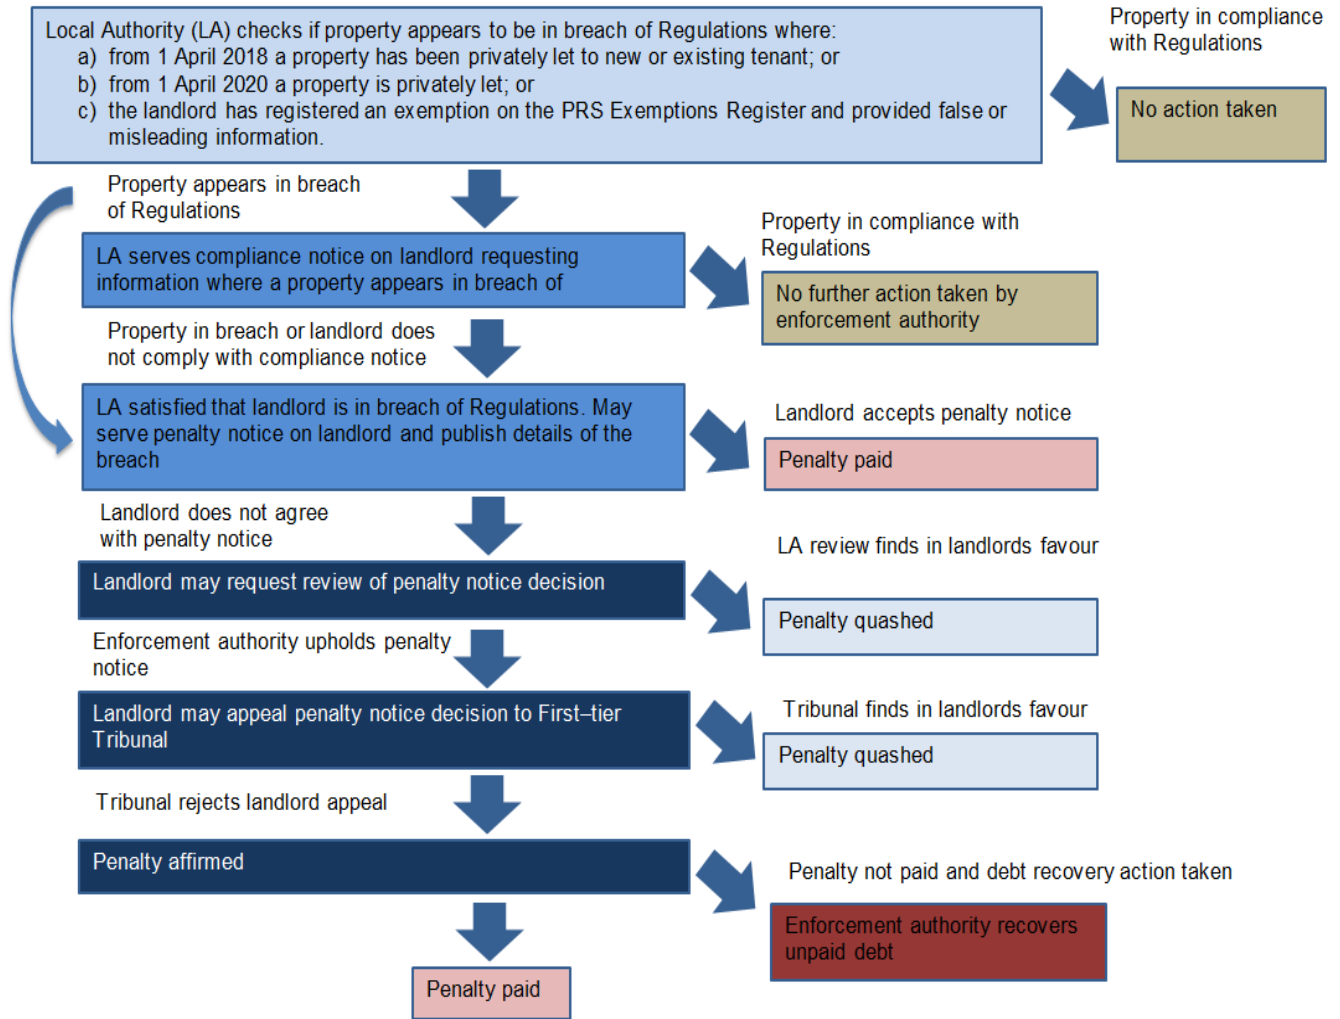 Local Authority (LA) checks if property appears to be in breach of Regulations where:
a) from 1 April 2018 a property has been privately let to new or existing tenant; or
b) from 1 April 2020 a property is privately let; or
c) the landlord has registered an exemption on the PRS Exemptions Register and provided false or
misleading information.
Property in compliance
with Regulations
No action taken
Property appears in breach
of Regulations
LA serves compliance notice on landlord requesting
information where a property appears in breach of
Property in compliance with
Regulations
No further action taken by
enforcement authority
Property in breach or landlord does
not comply with compliance notice
LA satisfied that landlord is in breach of Regulations. May
serve penalty notice on landlord and publish details of the
breach
Landlord accepts penalty notice
Penalty paid
Landlord does not agree
with penalty notice
Landlord may request review of penalty notice decision
LA review finds in landlords favour
Penalty quashed
Enforcement authority upholds penalty
notice
Landlord may appeal penalty notice decision to First–tier
Tribunal
Tribunal finds in landlords favour
Penalty quashed
Tribunal rejects landlord appeal
Penalty affirmed
Penalty not paid and debt recovery action taken
Enforcement authority recovers
unpaid debt
Penalty paid